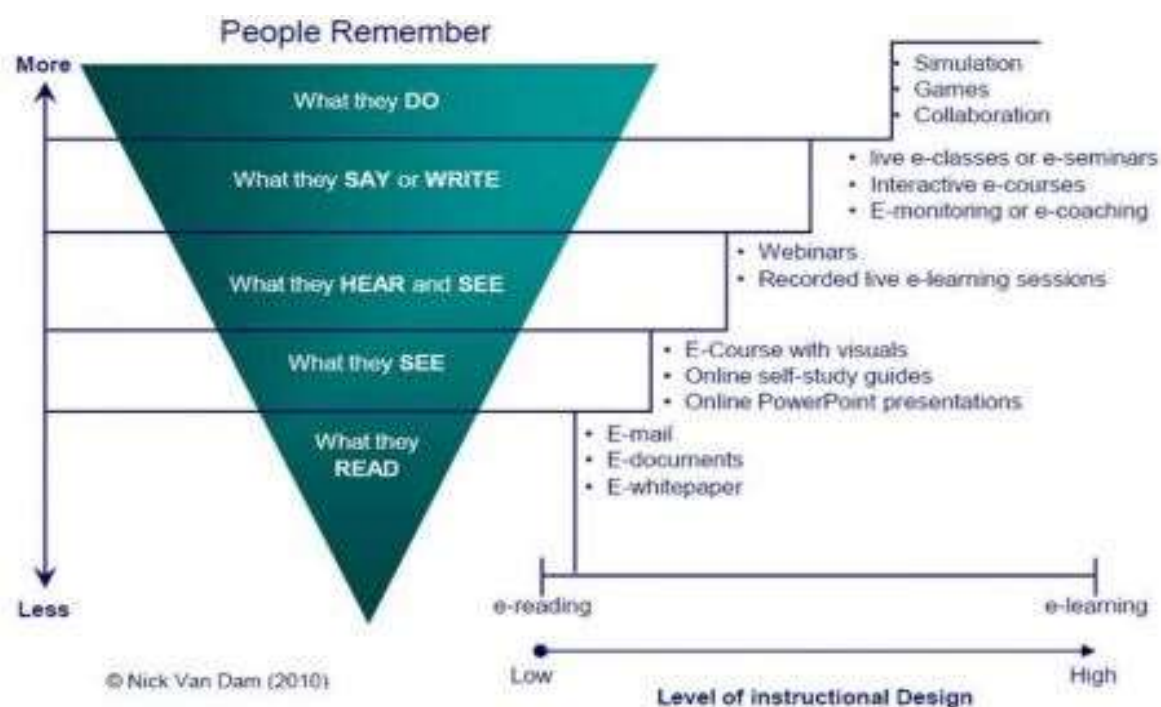 People Remember
More
What they DO
• Simulation
• Games
• Collaboration
What they SAY or WRITE
• live e-classes or e-seminars
• Interactive e-courses
• E-monitoring or e-coaching
What they HEAR and SEE
• Webinars
• Recorded live e-learning sessions
What they SEE
• E-Course with visuals
• Online self-study guides
• Online PowerPoint presentations
What they
READ
• E-mail
• E-documents
• E-whitepaper
Less
e-reading
e-learning
Low
High
Level of instructional Design
© Nick Van Dam (2010)